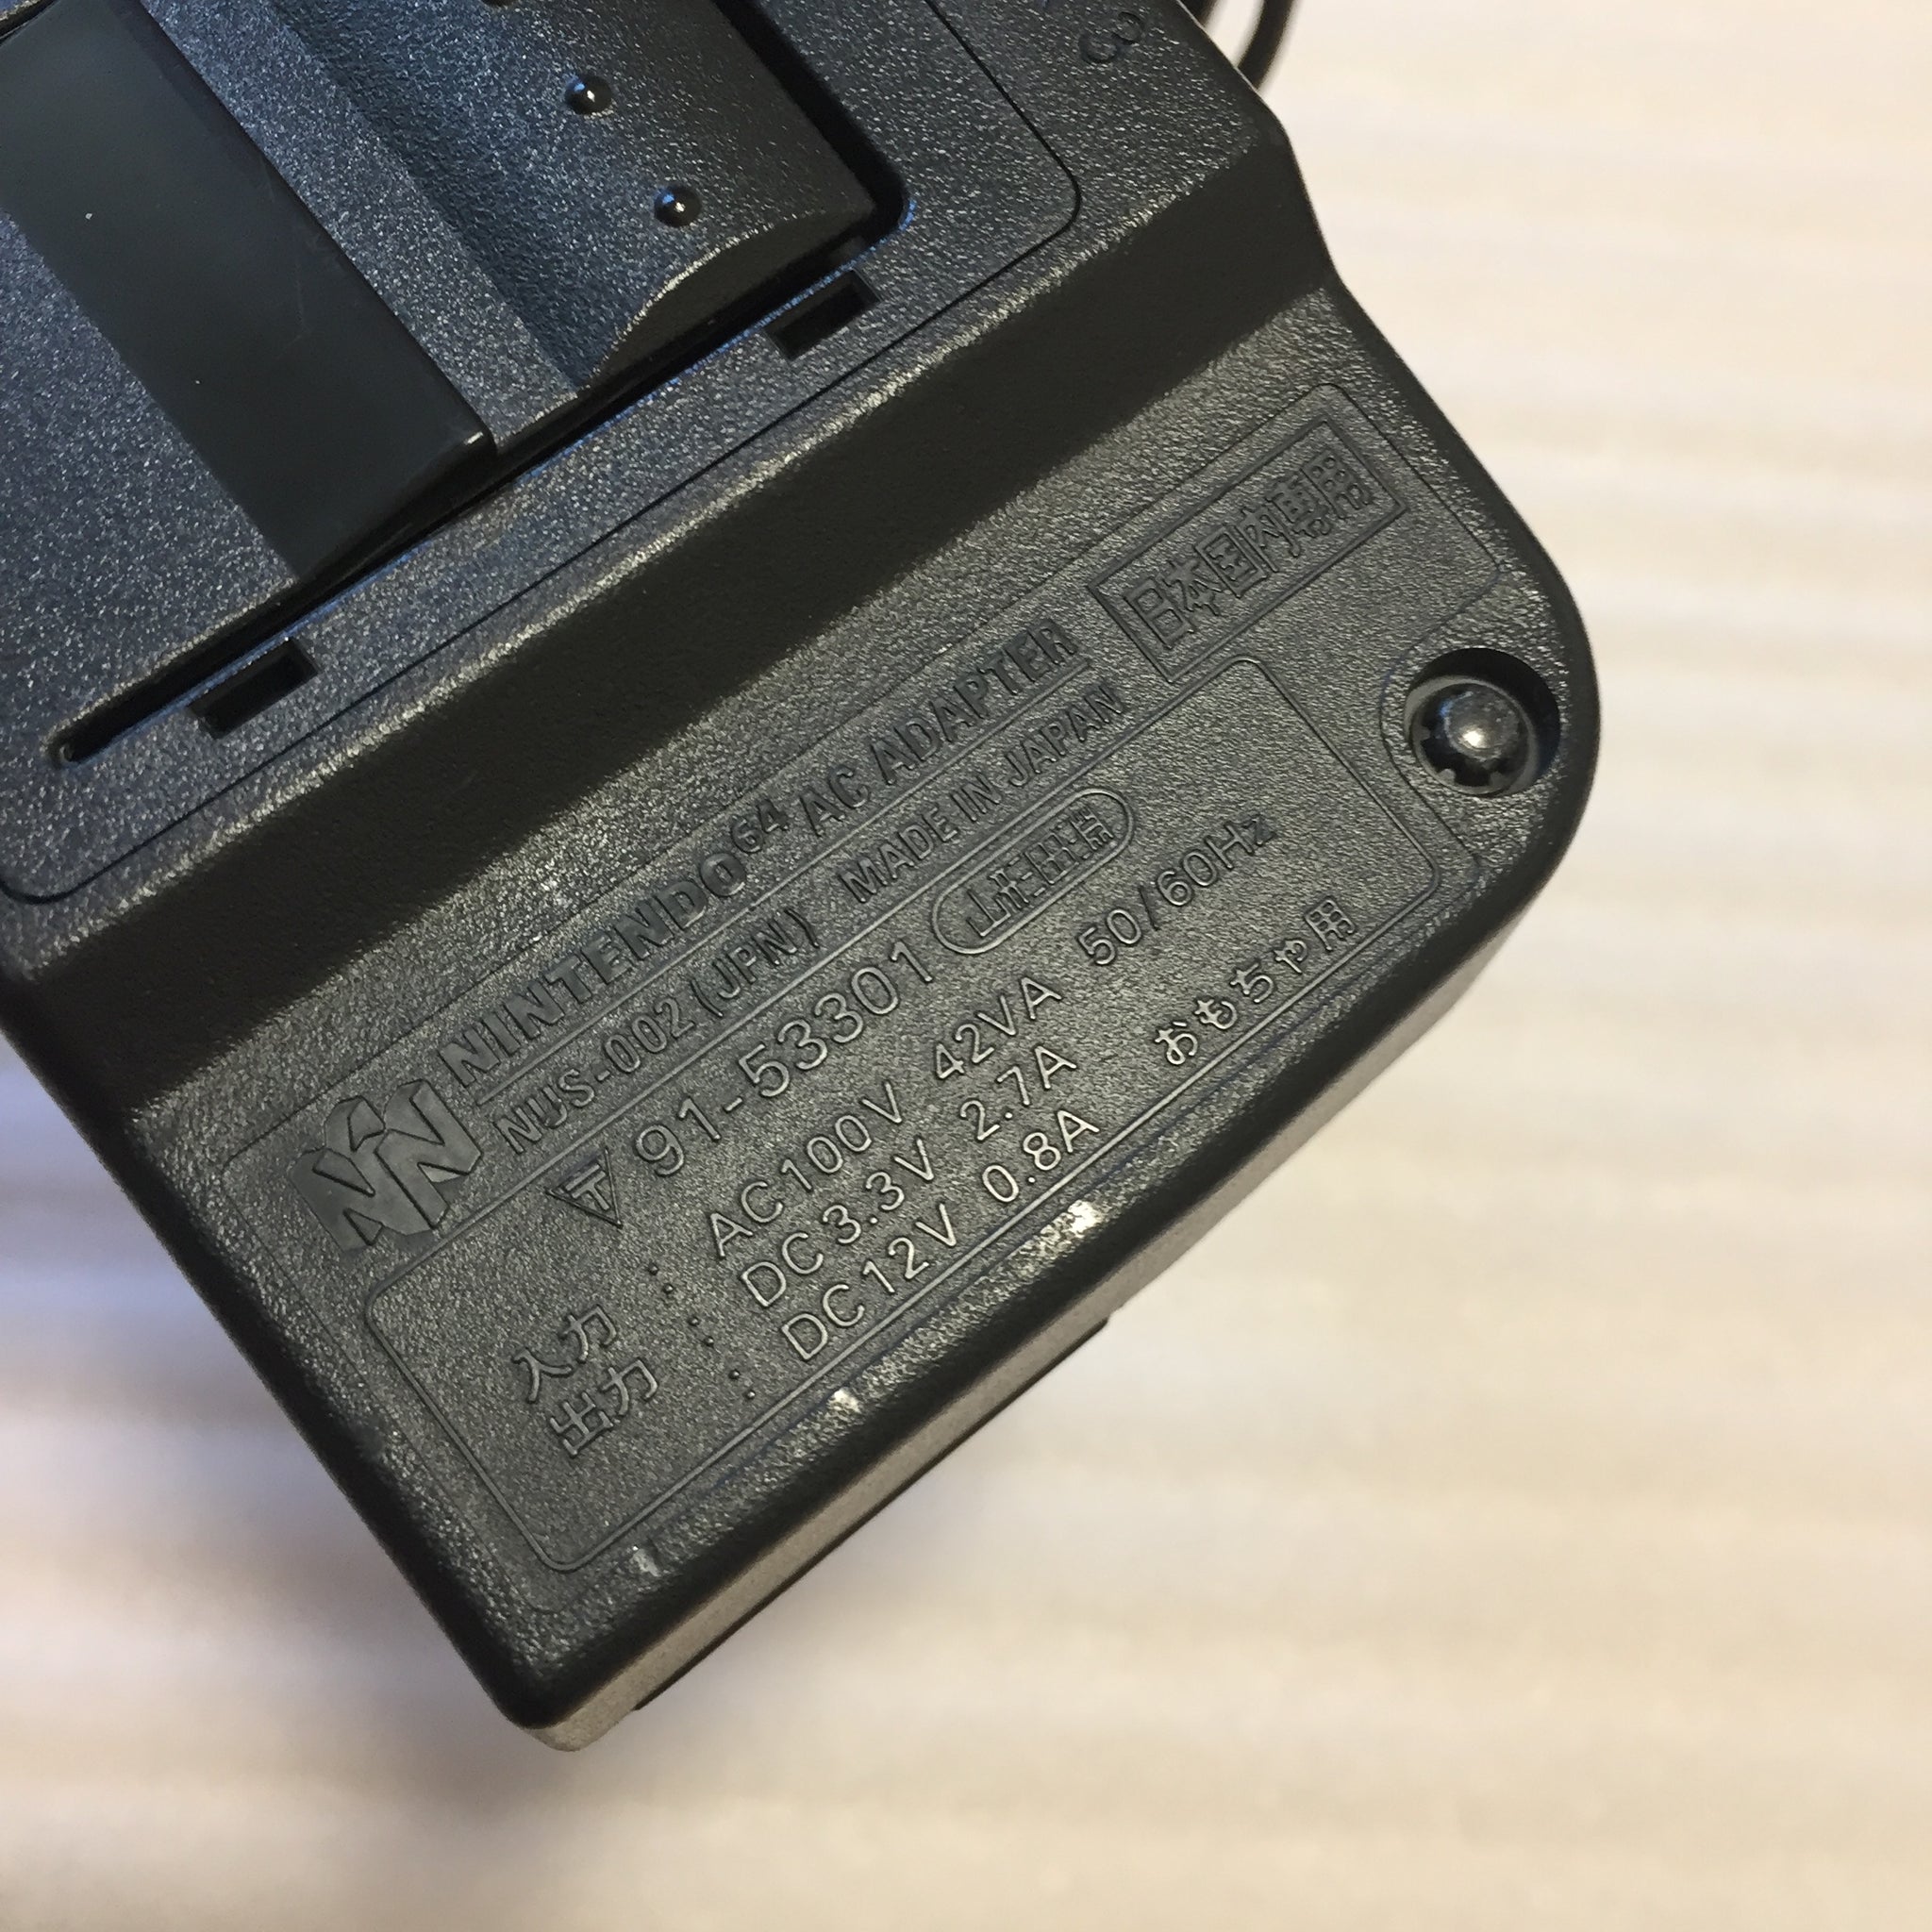 3
日本国内専用
NINTENDO64 AC ADAPTER
NUS-002(JPN) MADE IN JAPAN
T 91-53301
入力 : AC100V 42VA 50/60Hz
出力 : DC3.3V 2.7A
: DC12V 0.8A おもちゃ用